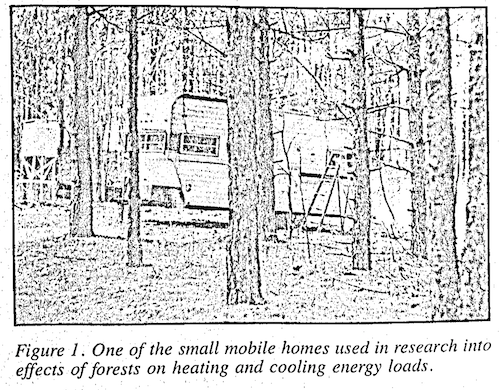 Figure 1. One of the small mobile homes used in research into
effects of forests on heating and cooling energy loads.